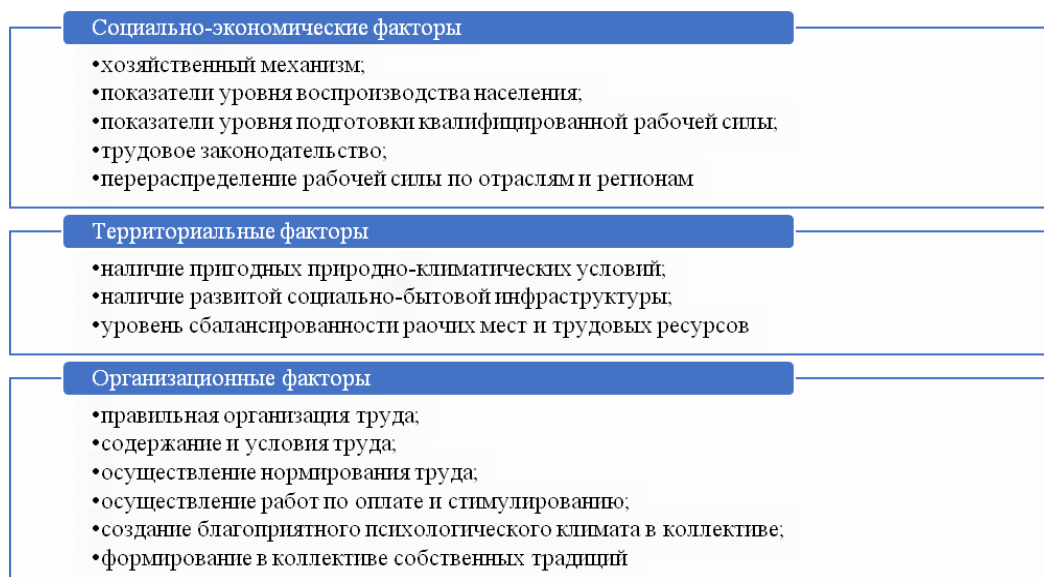 Социально-экономические факторы
•хозяйственный механизм;
•показатели уровня воспроизводства населения;
•показатели уровня подготовки квалифицированной рабочей силы;
•трудовое законодательство;
•перераспределение рабочей силы по отраслям и регионам
Территориальные факторы
•наличие пригодных природно-климатических условий;
•наличие развитой социально-бытовой инфраструктуры;
•уровень сбалансированности раочих мест и трудовых ресурсов
Организационные факторы
•правильная организация труда;
•содержание и условия труда;
•осуществление нормирования труда;
•осуществление работ по оплате и стимулированию;
•создание благоприятного психологического климата в коллективе;
•формирование в коллективе собственных традиций